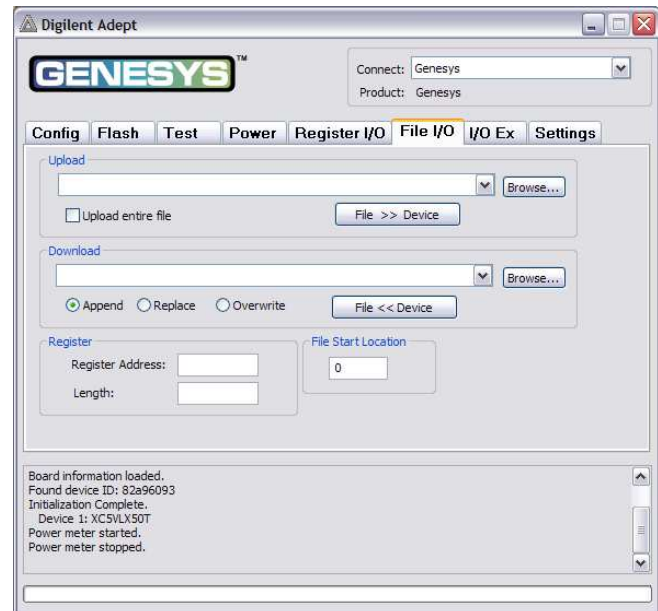 Digilent Adept
GENESYS™
Connect: Genesys
Product: Genesys
Config Flash Test Power Register I/O File I/O I/O Ex Settings
Upload
Browse...
Upload entire file
File >> Device
Download
Browse...
Append Replace Overwrite
File << Device
Register
Register Address:
Length:
File Start Location
0
Board information loaded.
Found device ID: 82a96093
Initialization Complete.
Device 1: XC5VLX50T
Power meter started.
Power meter stopped.